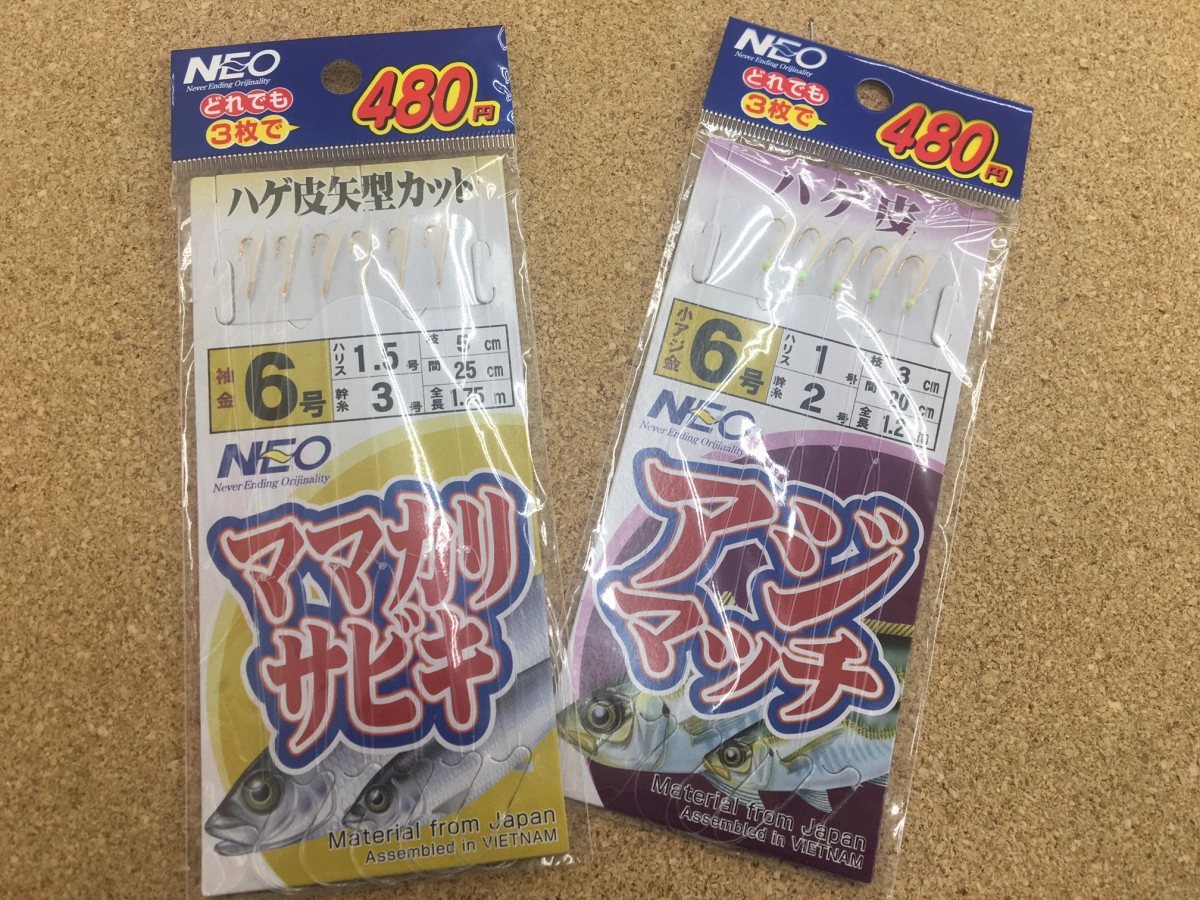 NEO
Never Ending Orijinality
どれでも
3枚で
480円
ハゲ皮矢型カット
袖金
6号
ハリス 1.5号
幹糸 3号
枝 5cm
間 25cm
全長 1.75m
NEO
Never Ending Orijinality
ママカリ
サビキ
Material from Japan
Assembled in VIETNAM
NEO
Never Ending Orijinality
どれでも
3枚で
480円
ハゲ皮
小アジ金
6号
ハリス 1号
幹糸 2号
枝 3cm
間 20cm
全長 1.2m
NEO
Never Ending Orijinality
アジ
マッチ
Material from Japan
Assembled in VIETNAM